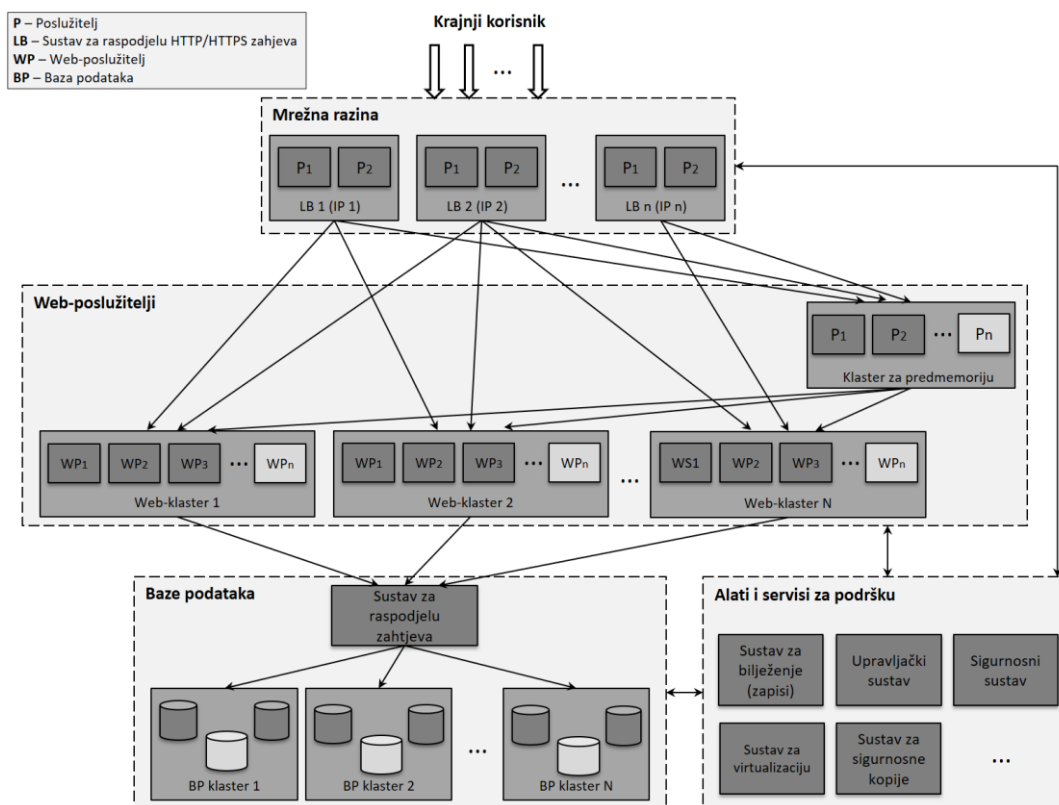 P – Poslužitelj
LB – Sustav za raspodjelu HTTP/HTTPS zahjeva
WP – Web-poslužitelj
BP – Baza podataka
Krajnji korisnik
...
Mrežna razina
P1 P2
P1 P2
...
P1 P2
LB 1 (IP 1)
LB 2 (IP 2)
LB n (IP n)
Web-poslužitelji
P1 P2 ... Pn
Klaster za predmemoriju
WP1 WP2 WP3 ... WPn
Web-klaster 1
WP1 WP2 WP3 ... WPn
Web-klaster 2
...
WS1 WP2 WP3 ... WPn
Web-klaster N
Baze podataka
Sustav za
raspodjelu
zahtjeva
BP klaster 1
BP klaster 2
...
BP klaster N
Alati i servisi za podršku
Sustav za
bilježenje
(zapisi)
Upravljački
sustav
Sigurnosni
sustav
Sustav za
virtualizaciju
Sustav za
sigurnosne
kopije
...